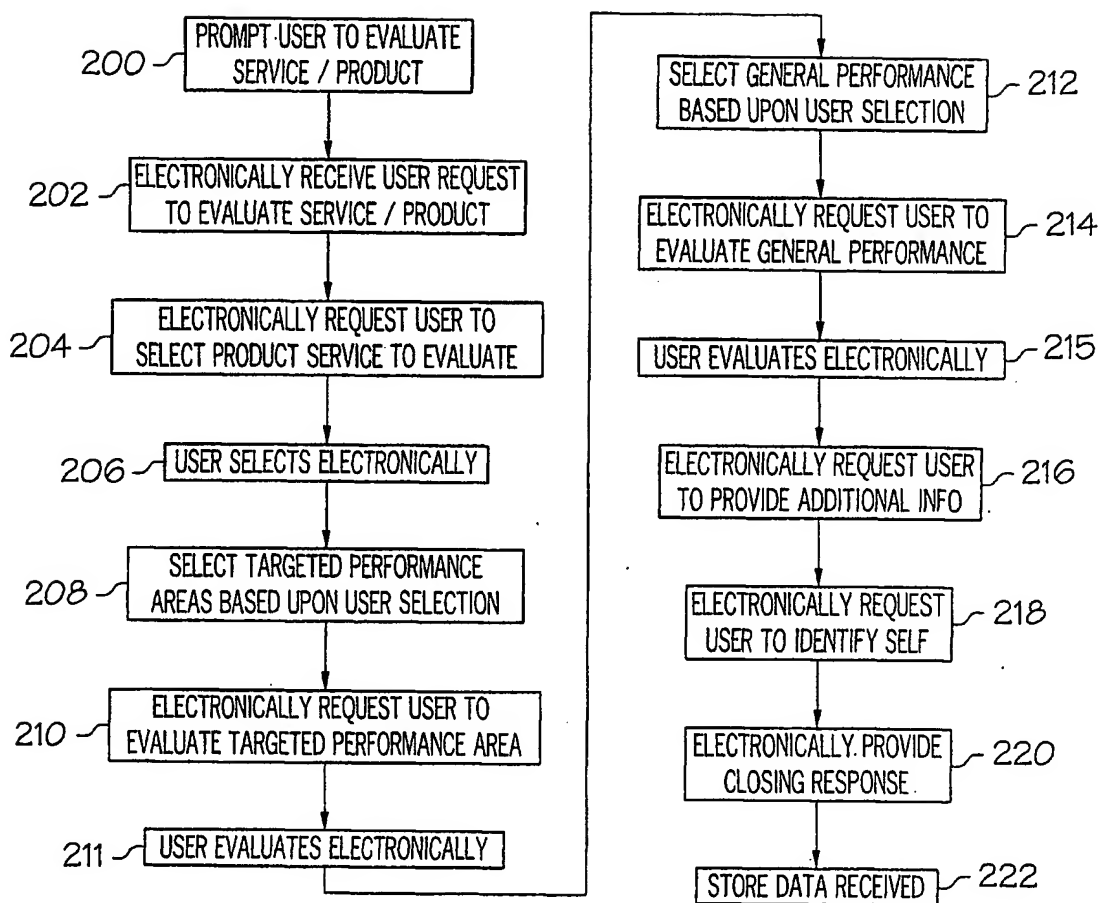 200
PROMPT USER TO EVALUATE
SERVICE / PRODUCT
202
ELECTRONICALLY RECEIVE USER REQUEST
TO EVALUATE SERVICE / PRODUCT
204
ELECTRONICALLY REQUEST USER TO
SELECT PRODUCT SERVICE TO EVALUATE
206
USER SELECTS ELECTRONICALLY
208
SELECT TARGETED PERFORMANCE
AREAS BASED UPON USER SELECTION
210
ELECTRONICALLY REQUEST USER TO
EVALUATE TARGETED PERFORMANCE AREA
211
USER EVALUATES ELECTRONICALLY
SELECT GENERAL PERFORMANCE
BASED UPON USER SELECTION
212
ELECTRONICALLY REQUEST USER TO
EVALUATE GENERAL PERFORMANCE
214
USER EVALUATES ELECTRONICALLY
215
ELECTRONICALLY REQUEST USER
TO PROVIDE ADDITIONAL INFO
216
ELECTRONICALLY REQUEST
USER TO IDENTIFY SELF
218
ELECTRONICALLY PROVIDE
CLOSING RESPONSE
220
STORE DATA RECEIVED
222